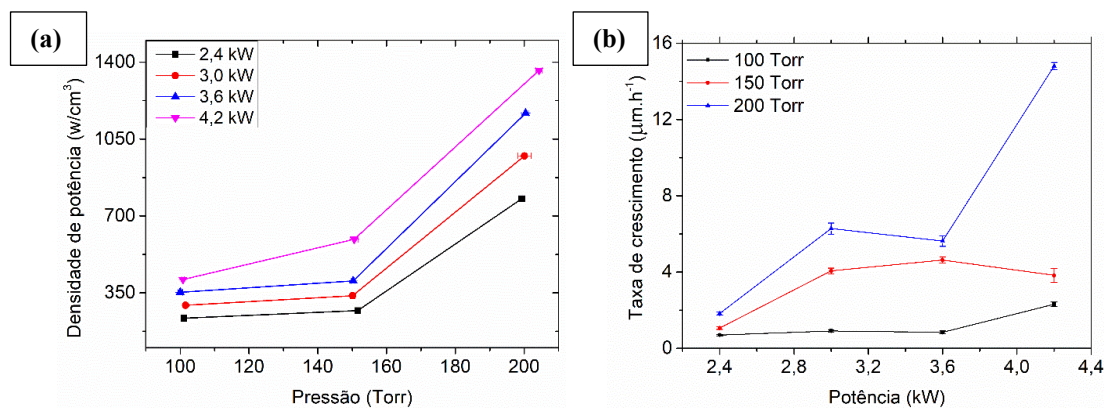 (a)
2,4 kW
3,0 kW
3,6 kW
4,2 kW
1400
1050
700
350
Densidade de potência (w/cm³)
100 120 140 160 180 200
Pressão (Torr)
(b)
100 Torr
150 Torr
200 Torr
16
12
8
4
0
Taxa de crescimento (μm.h⁻¹)
2,4 2,8 3,2 3,6 4,0 4,4
Potência (kW)